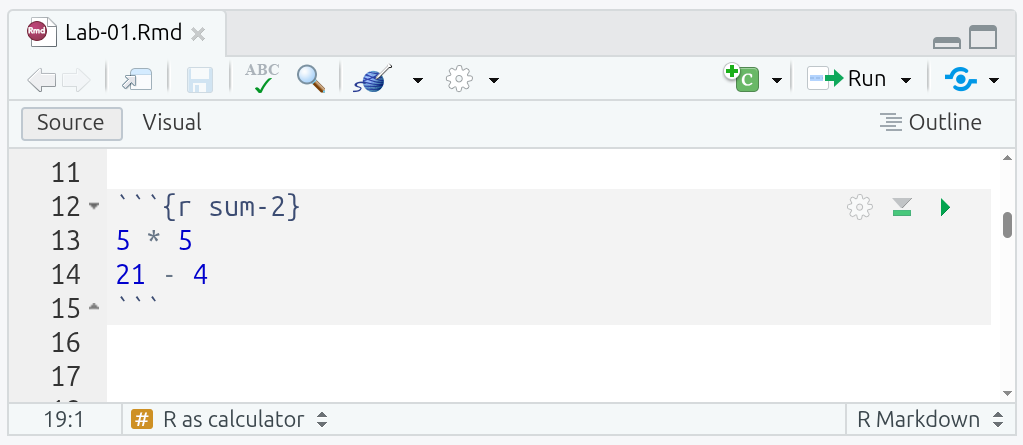 Rmd Lab-01.Rmd
ABC C Run
Source Visual Outline
11
12 ```{r sum-2}
13 5 * 5
14 21 - 4
15 ```
16
17
19:1 # R as calculator R Markdown